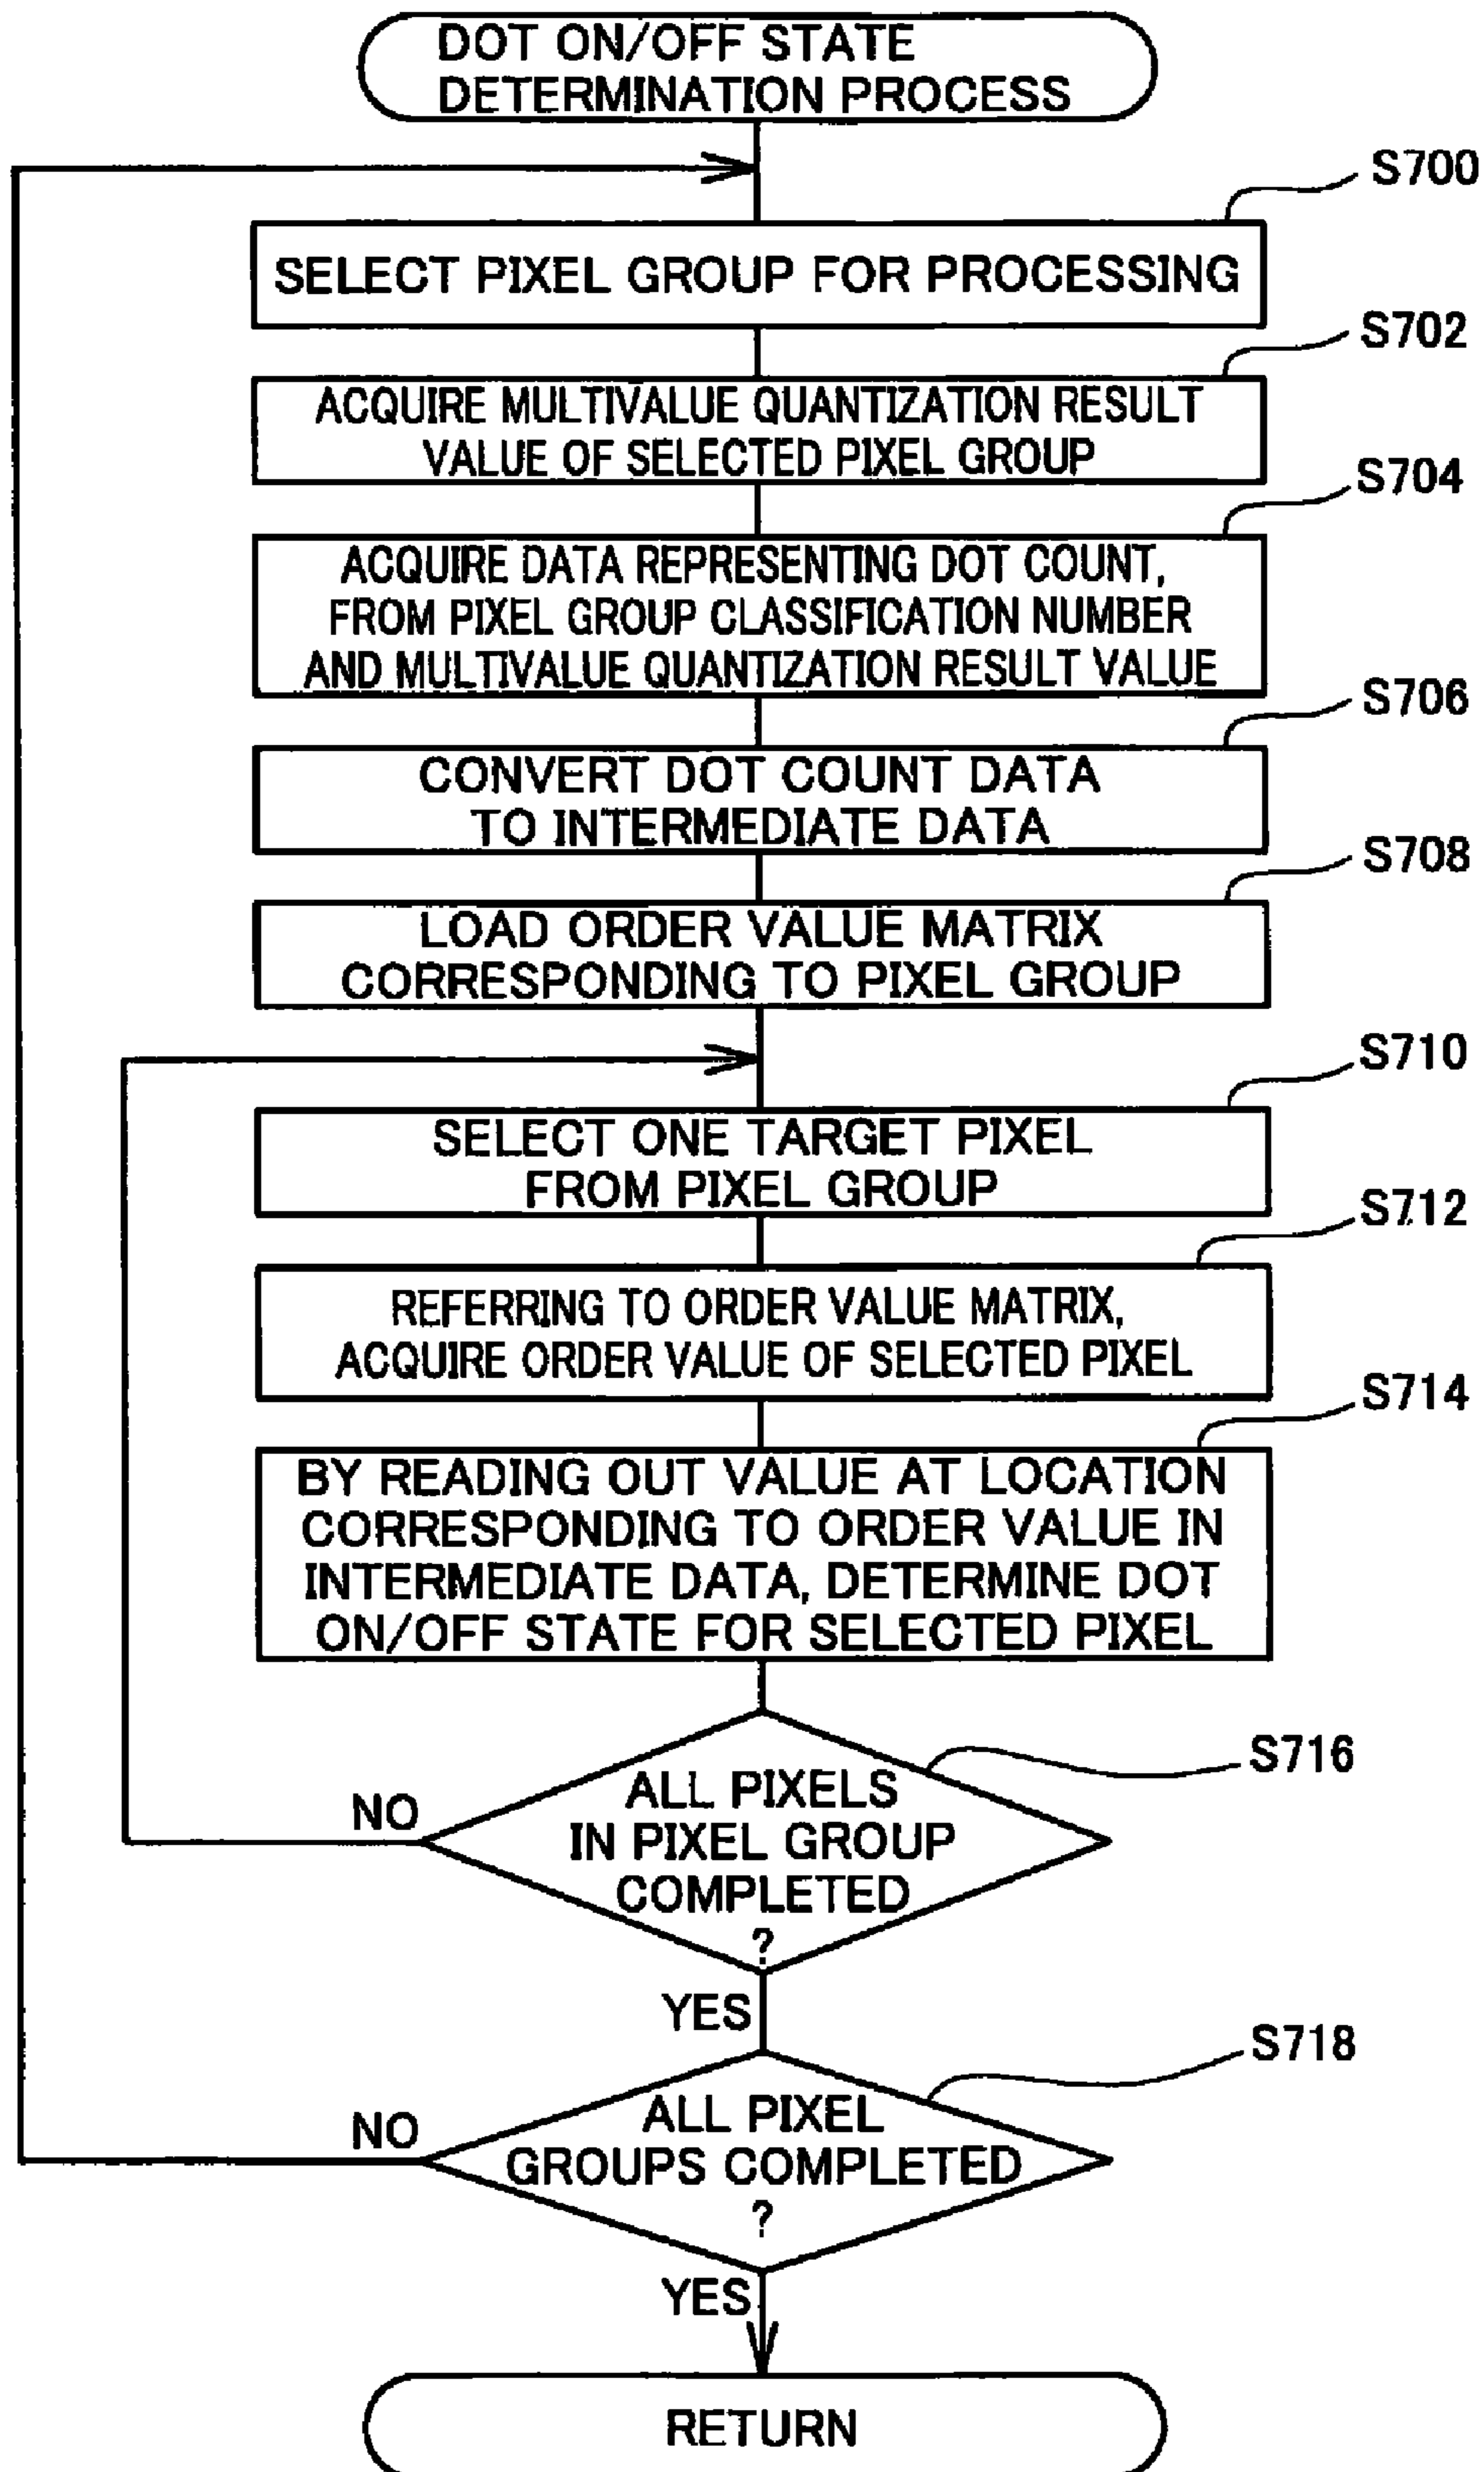 DOT ON/OFF STATE
DETERMINATION PROCESS
S700
SELECT PIXEL GROUP FOR PROCESSING
S702
ACQUIRE MULTIVALUE QUANTIZATION RESULT
VALUE OF SELECTED PIXEL GROUP
S704
ACQUIRE DATA REPRESENTING DOT COUNT,
FROM PIXEL GROUP CLASSIFICATION NUMBER
AND MULTIVALUE QUANTIZATION RESULT VALUE
S706
CONVERT DOT COUNT DATA
TO INTERMEDIATE DATA
S708
LOAD ORDER VALUE MATRIX
CORRESPONDING TO PIXEL GROUP
S710
SELECT ONE TARGET PIXEL
FROM PIXEL GROUP
S712
REFERRING TO ORDER VALUE MATRIX,
ACQUIRE ORDER VALUE OF SELECTED PIXEL
S714
BY READING OUT VALUE AT LOCATION
CORRESPONDING TO ORDER VALUE IN
INTERMEDIATE DATA, DETERMINE DOT
ON/OFF STATE FOR SELECTED PIXEL
S716
ALL PIXELS
IN PIXEL GROUP
COMPLETED
?
NO
YES
S718
ALL PIXEL
GROUPS COMPLETED
?
NO
YES
RETURN